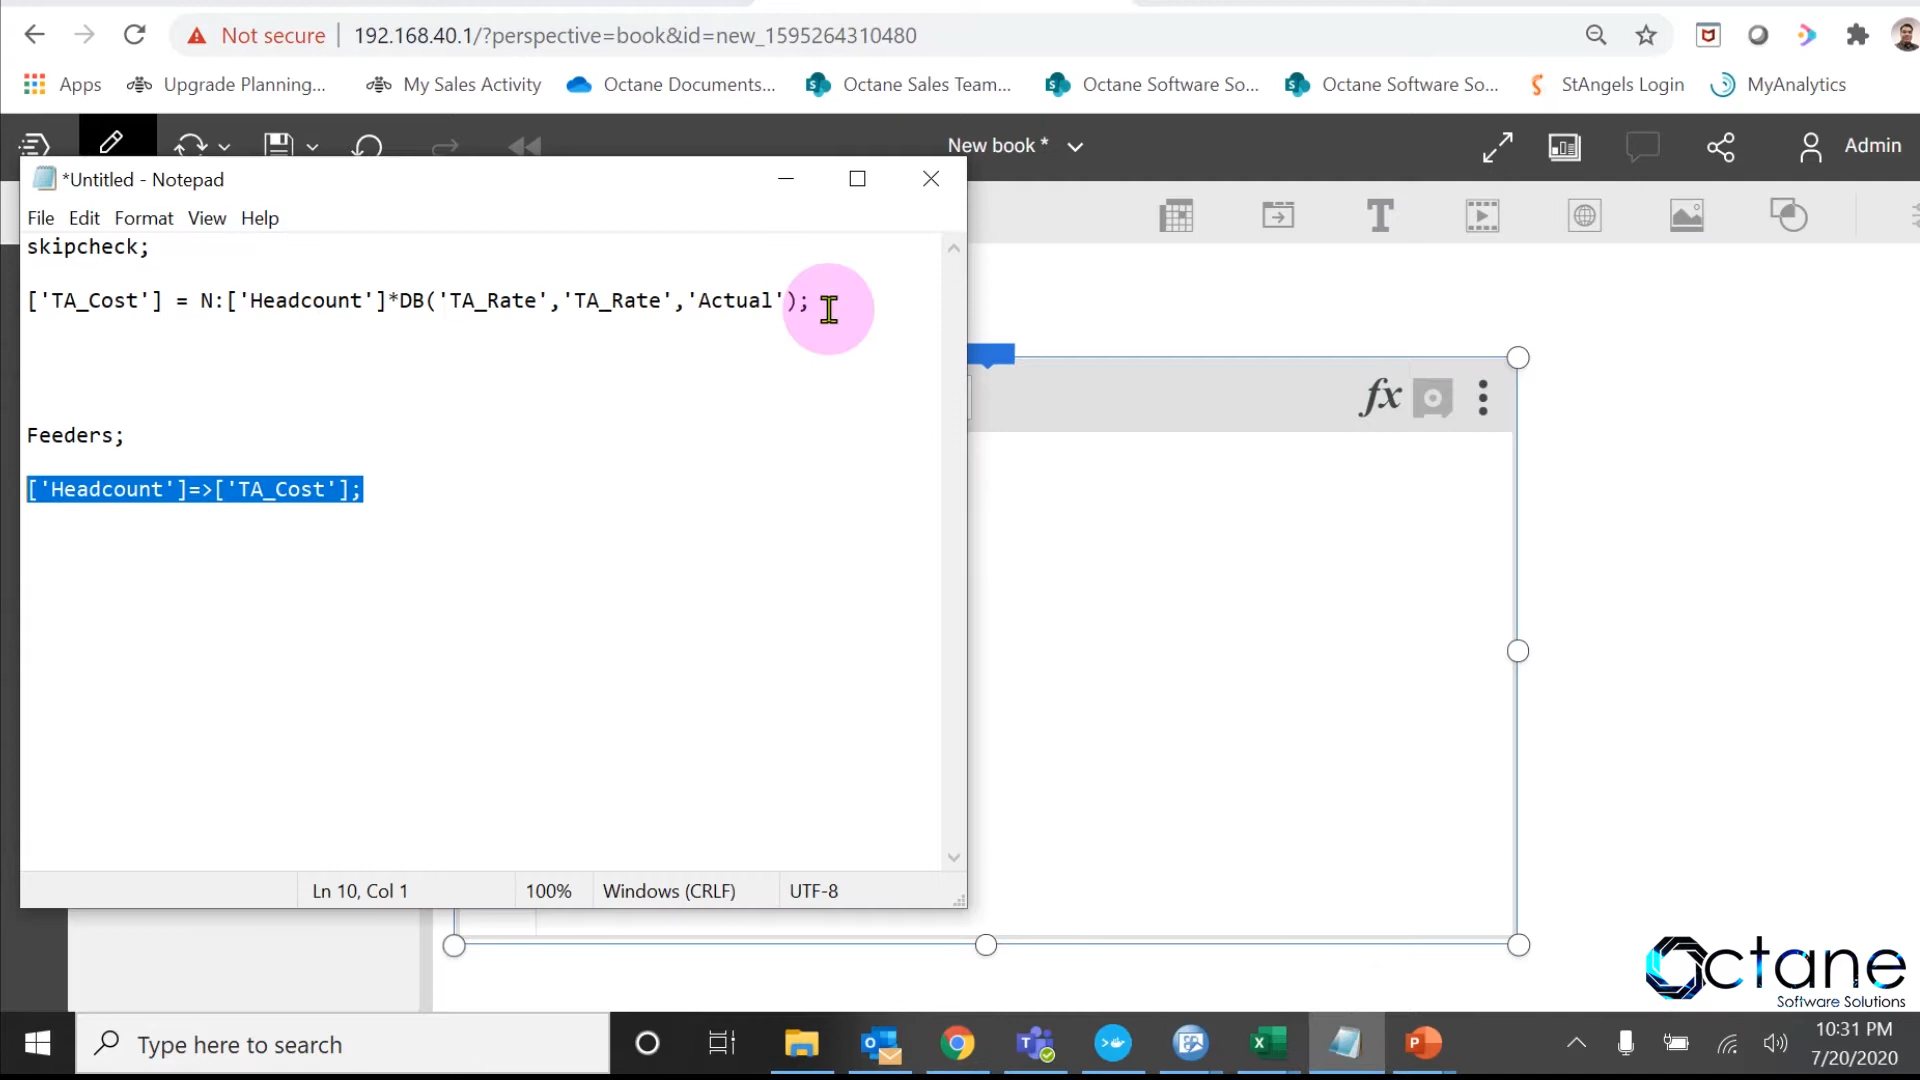 Not secure
192.168.40.1/?perspective=book&id=new_1595264310480
Apps
Upgrade Planning...
My Sales Activity
Octane Documents...
Octane Sales Team...
Octane Software So...
Octane Software So...
StAngels Login
MyAnalytics
New book *
Admin
*Untitled - Notepad
File Edit Format View Help
skipcheck;
['TA_Cost'] = N:['Headcount']*DB('TA_Rate','TA_Rate','Actual');
Feeders;
['Headcount']=>['TA_Cost'];
fx
Ln 10, Col 1
100%
Windows (CRLF)
UTF-8
Octane
Software Solutions
Type here to search
10:31 PM
7/20/2020